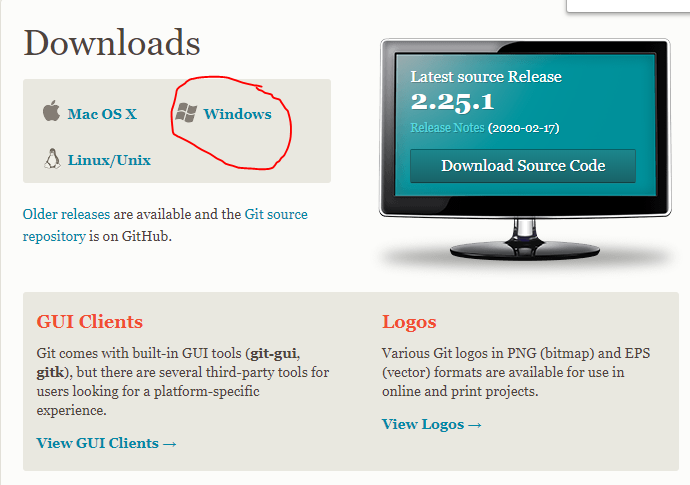 Downloads
Mac OS X
Windows
Linux/Unix
Older releases are available and the Git source
repository is on GitHub.
Latest source Release
2.25.1
Release Notes (2020-02-17)
Download Source Code
GUI Clients
Git comes with built-in GUI tools (git-gui,
gitk), but there are several third-party tools for
users looking for a platform-specific
experience.
View GUI Clients →
Logos
Various Git logos in PNG (bitmap) and EPS
(vector) formats are available for use in
online and print projects.
View Logos →